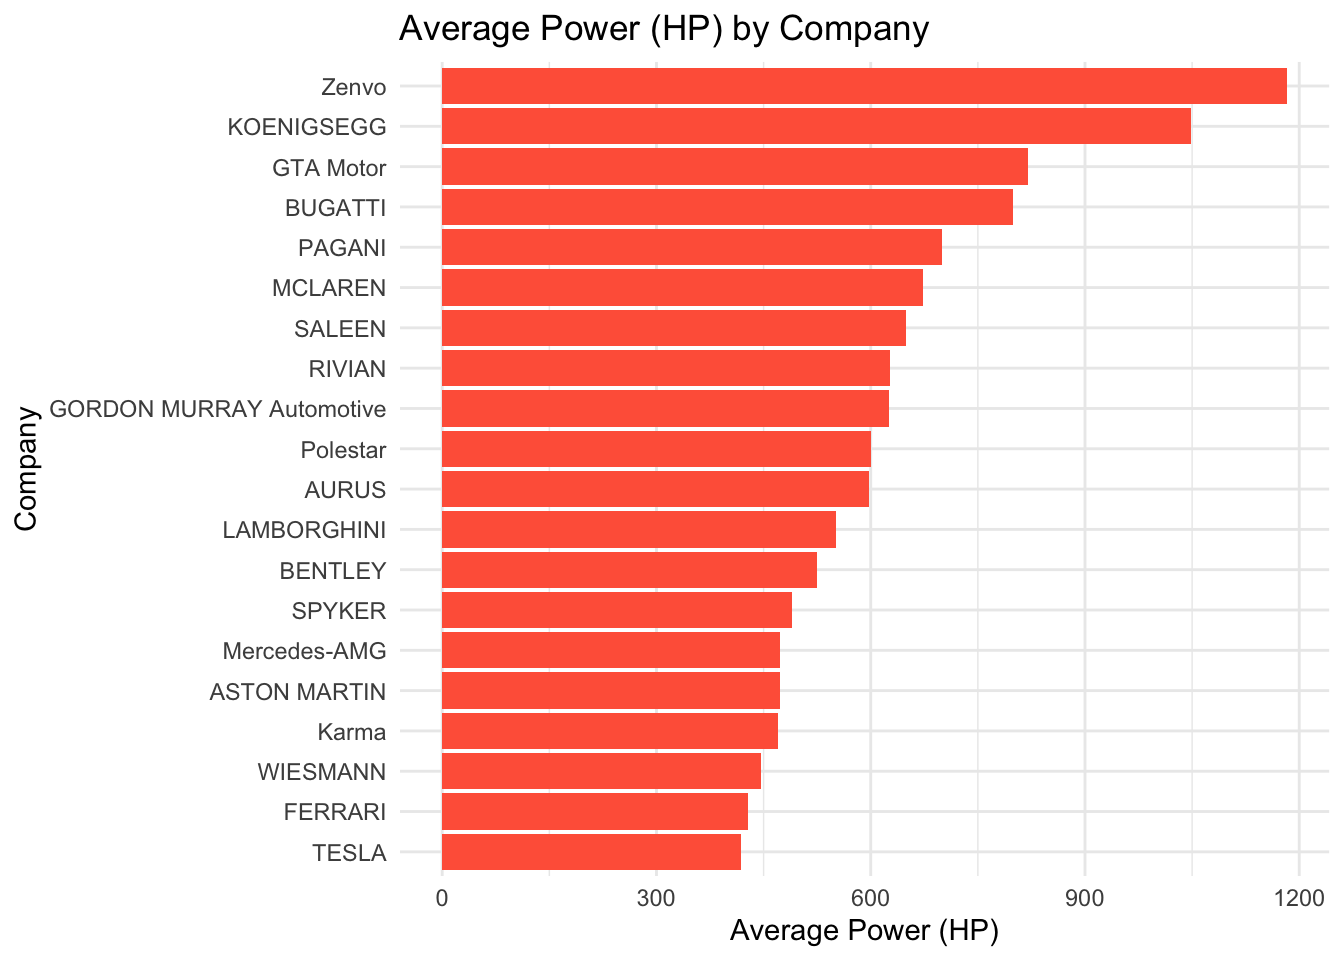 Average Power (HP) by Company
Zenvo
KOENIGSEGG
GTA Motor
BUGATTI
PAGANI
MCLAREN
SALEEN
RIVIAN
GORDON MURRAY Automotive
Polestar
AURUS
LAMBORGHINI
BENTLEY
SPYKER
Mercedes-AMG
ASTON MARTIN
Karma
WIESMANN
FERRARI
TESLA
Company
0 300 600 900 1200
Average Power (HP)